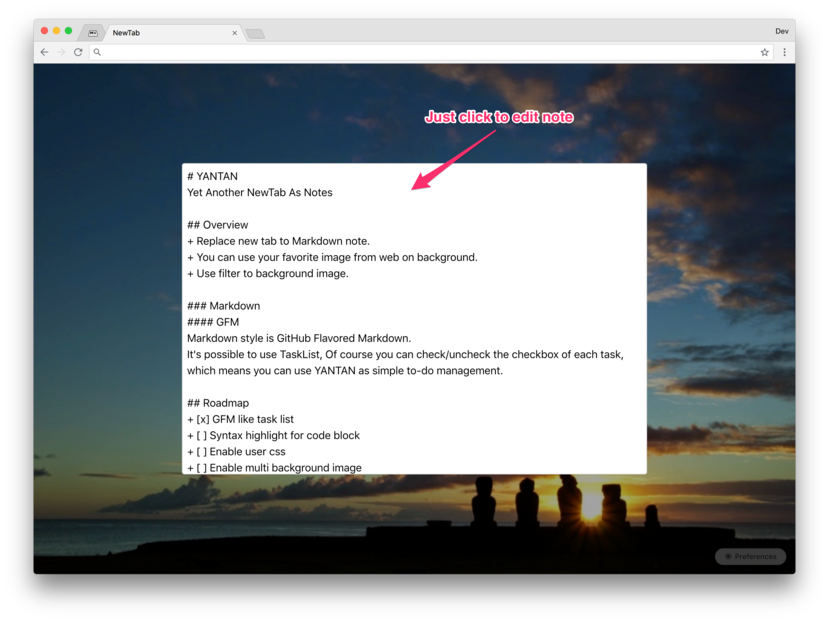 NewTab
Dev
Just click to edit note
# YANTAN
Yet Another NewTab As Notes
## Overview
+ Replace new tab to Markdown note.
+ You can use your favorite image from web on background.
+ Use filter to background image.
### Markdown
#### GFM
Markdown style is GitHub Flavored Markdown.
It's possible to use TaskList, Of course you can check/uncheck the checkbox of each task,
which means you can use YANTAN as simple to-do management.
## Roadmap
+ [x] GFM like task list
+ [ ] Syntax highlight for code block
+ [ ] Enable user css
+ [ ] Enable multi background image
Preferences